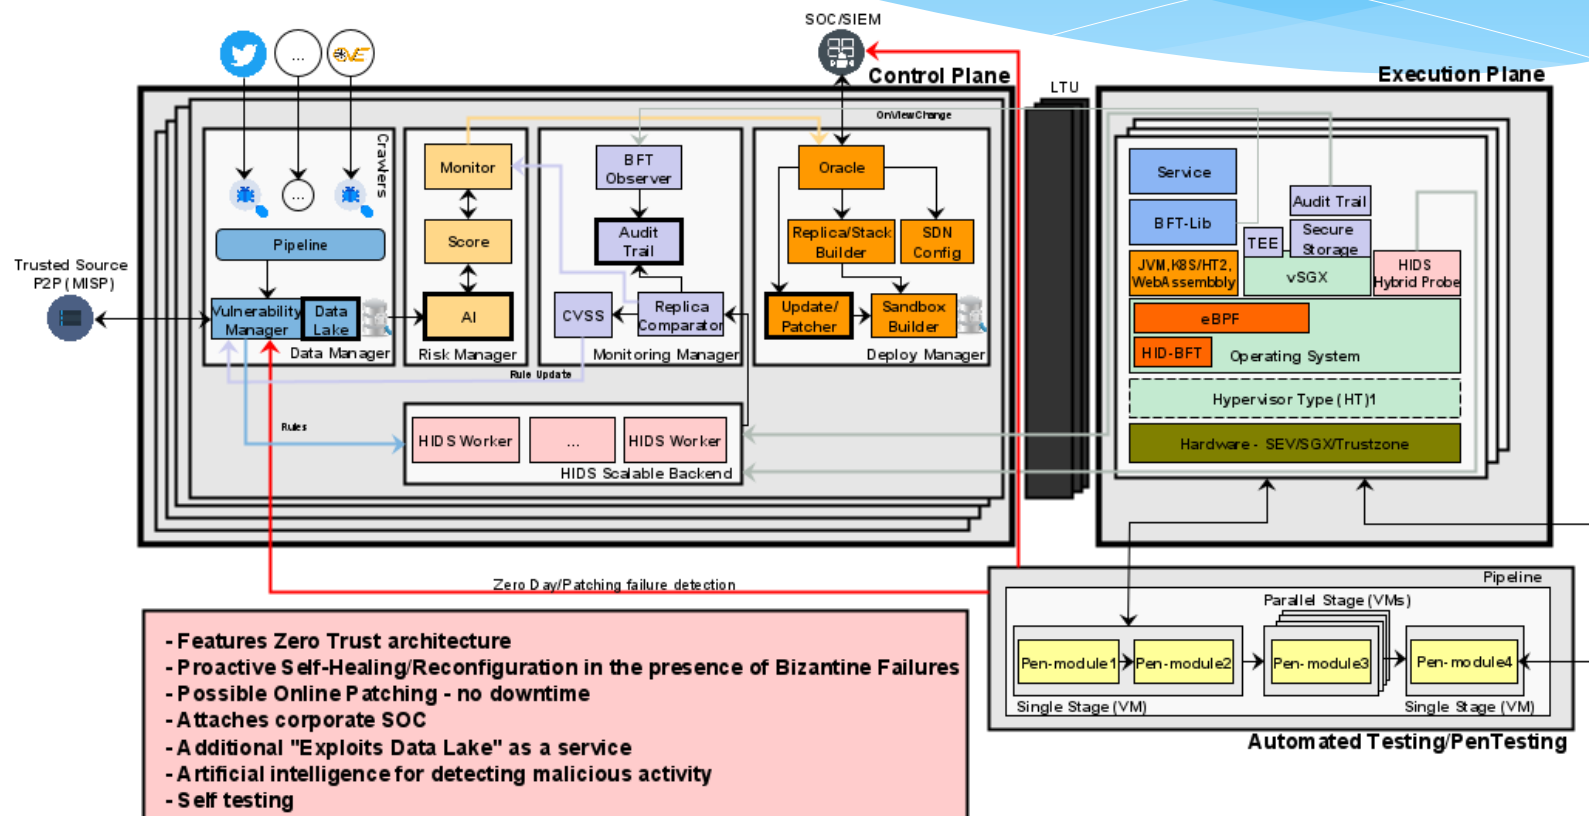 SOC/SIEM
Control Plane
Execution Plane
LTU
OnViewChange
...
CVE
Crawlers
...
Pipeline
Trusted Source
P2P (MISP)
Vulnerability
Manager
Data
Lake
Data Manager
Monitor
Score
AI
Risk Manager
BFT
Observer
Audit
Trail
CVSS
Replica
Comparator
Monitoring Manager
Oracle
Replica/Stack
Builder
SDN
Config
Update/
Patcher
Sandbox
Builder
Deploy Manager
Rule Update
Rules
HIDS Worker
...
HIDS Worker
HIDS Scalable Backend
Service
BFT-Lib
Audit Trail
TEE
Secure
Storage
JVM,K8S/HT2,
WebAssembbly
vSGX
HIDS
Hybrid Probe
eBPF
HID-BFT
Operating System
Hypervisor Type (HT)1
Hardware - SEV/SGX/Trustzone
Zero Day/Patching failure detection
Pipeline
Parallel Stage (VMs)
Pen-module1
Pen-module2
Pen-module3
Pen-module4
Single Stage (VM)
Single Stage (VM)
Automated Testing/PenTesting
- Features Zero Trust architecture
- Proactive Self-Healing/Reconfiguration in the presence of Bizantine Failures
- Possible Online Patching - no downtime
- Attaches corporate SOC
- Additional "Exploits Data Lake" as a service
- Artificial intelligence for detecting malicious activity
- Self testing